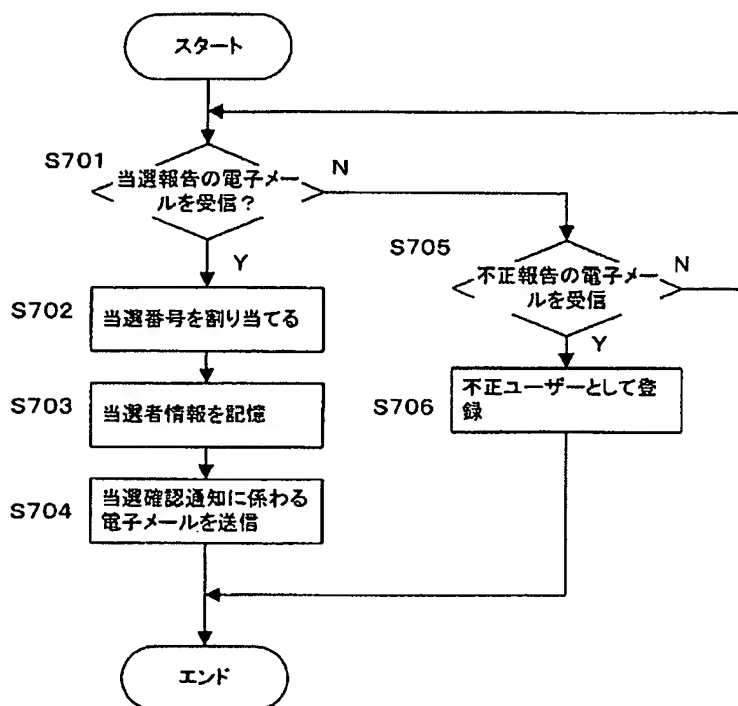 スタート
S701
当選報告の電子メー
ルを受信？
N
Y
S702
当選番号を割り当てる
S703
当選者情報を記憶
S704
当選確認通知に係わる
電子メールを送信
S705
不正報告の電子メー
ルを受信
N
Y
S706
不正ユーザーとして登
録
エンド